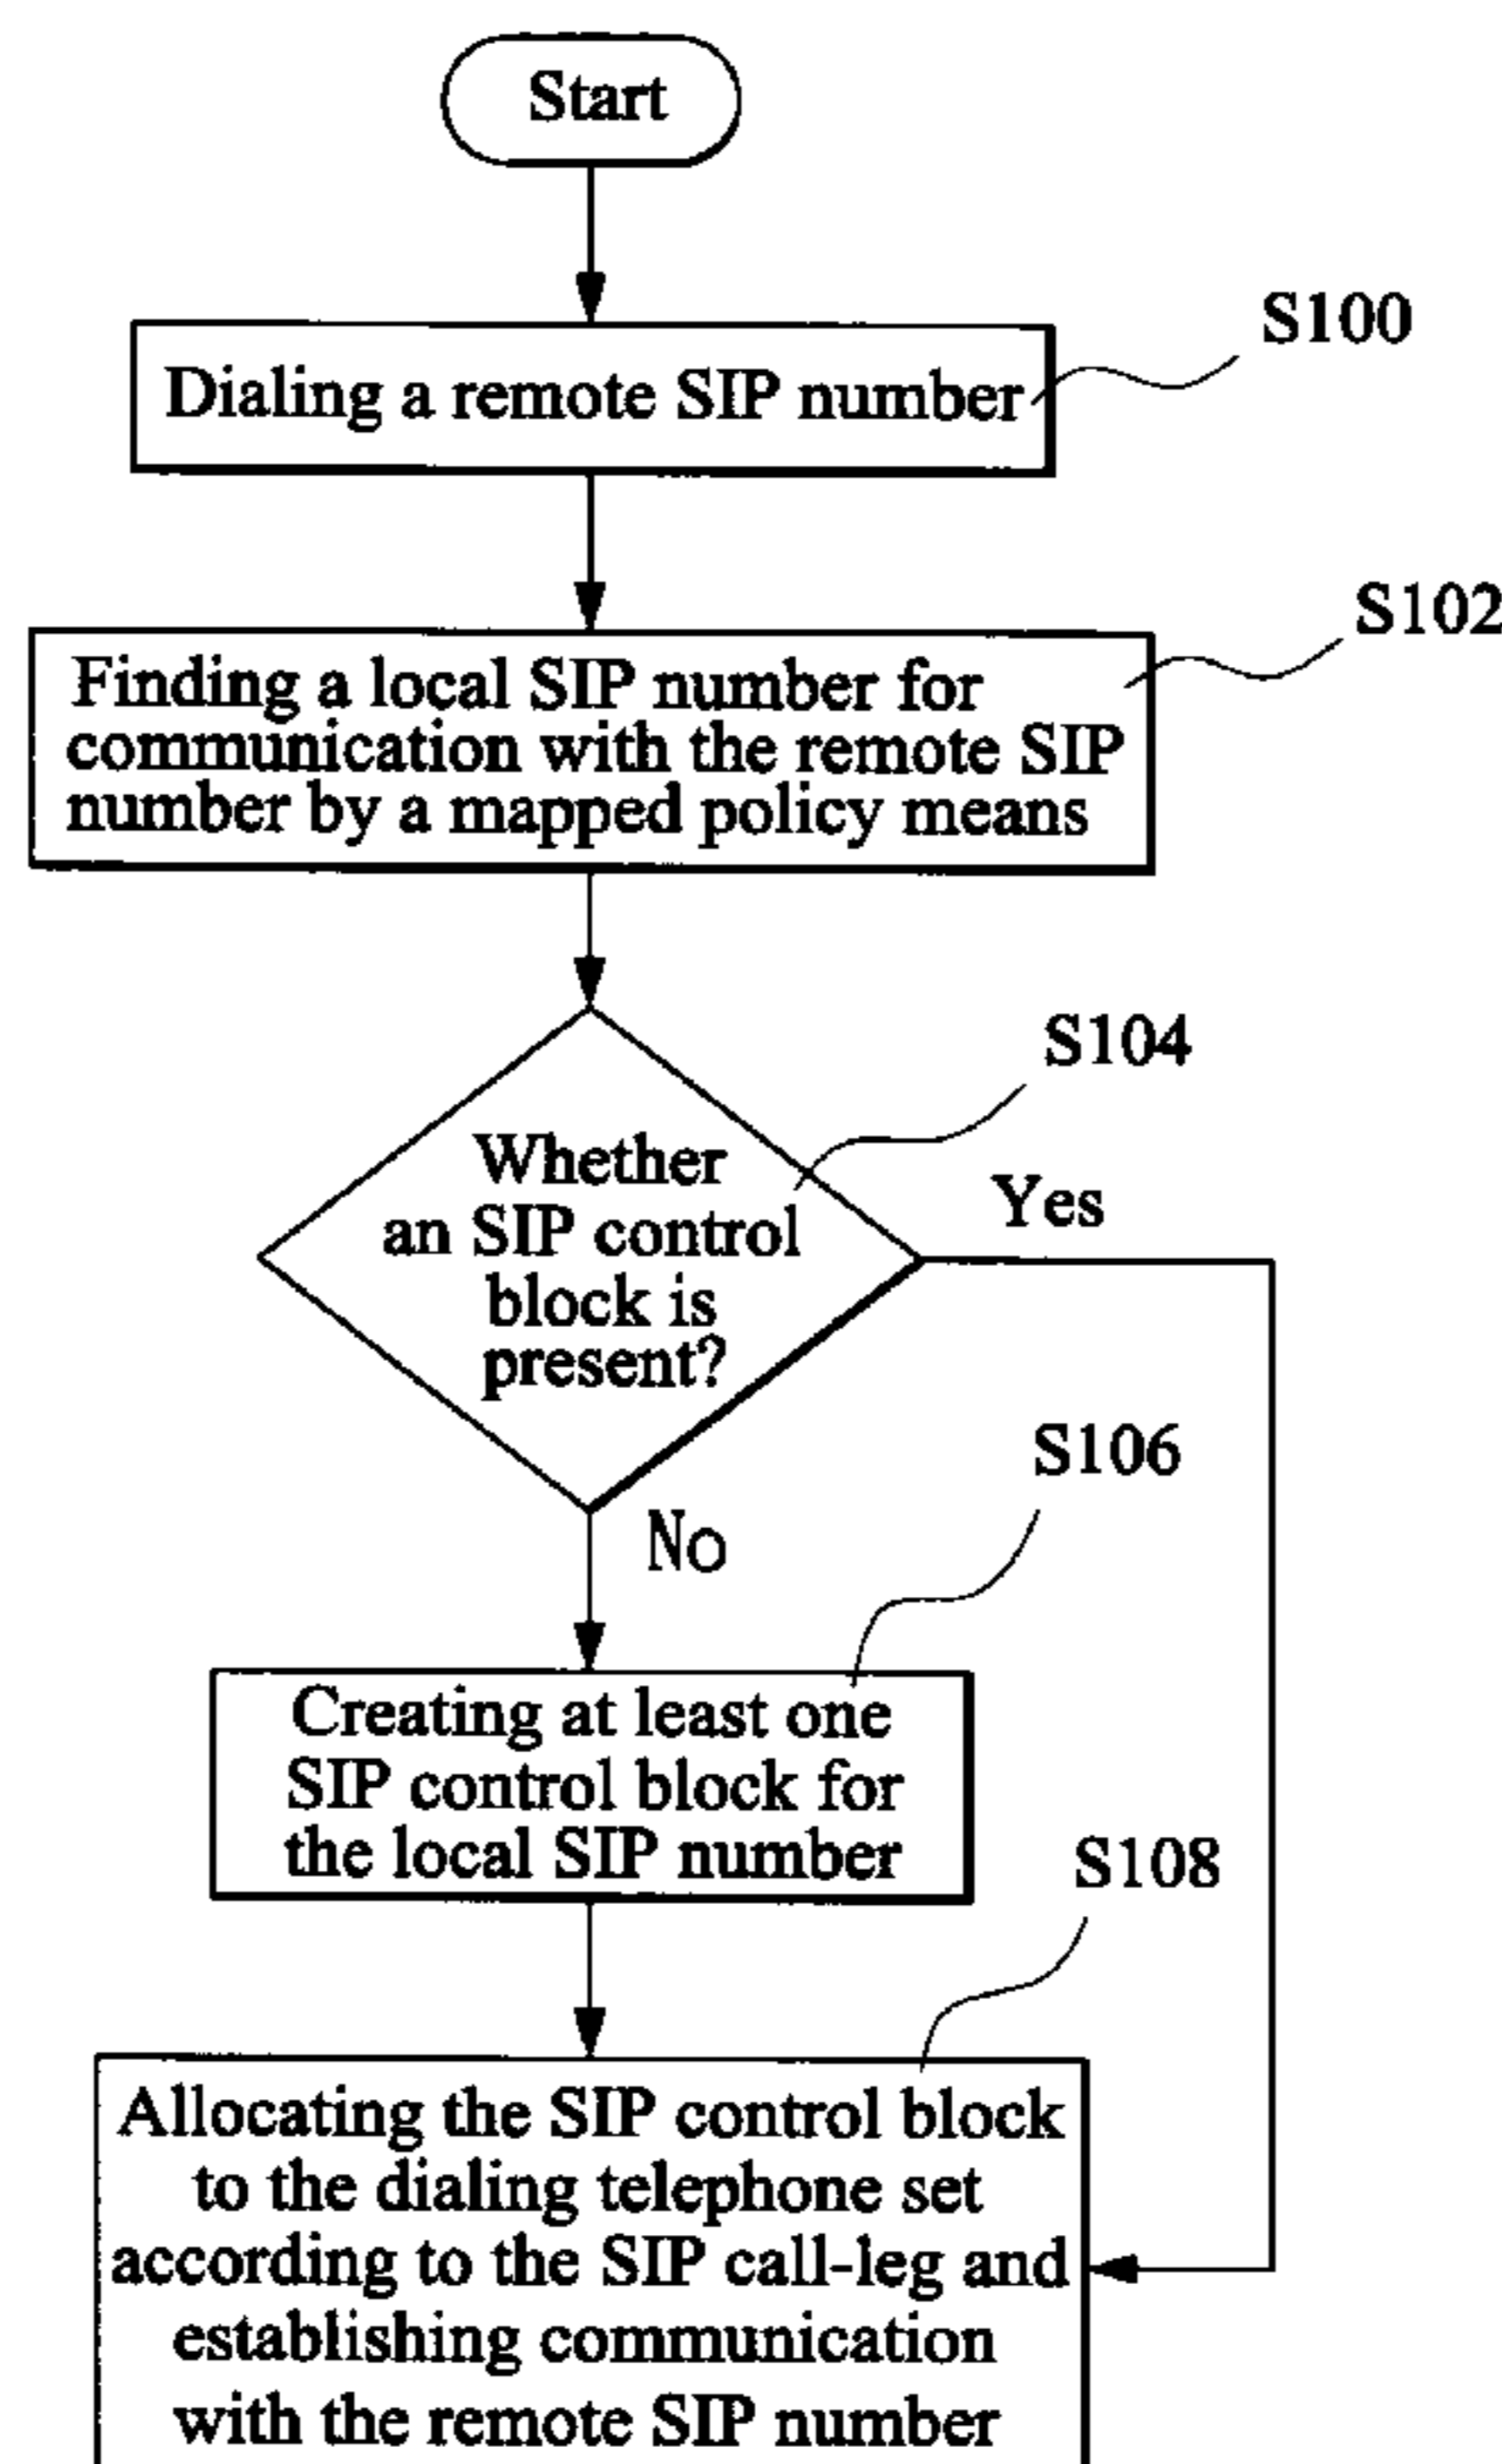 Start
S100
Dialing a remote SIP number
S102
Finding a local SIP number for
communication with the remote SIP
number by a mapped policy means
S104
Whether
an SIP control
block is
present?
Yes
S106
No
Creating at least one
SIP control block for
the local SIP number
S108
Allocating the SIP control block
to the dialing telephone set
according to the SIP call-leg and
establishing communication
with the remote SIP number